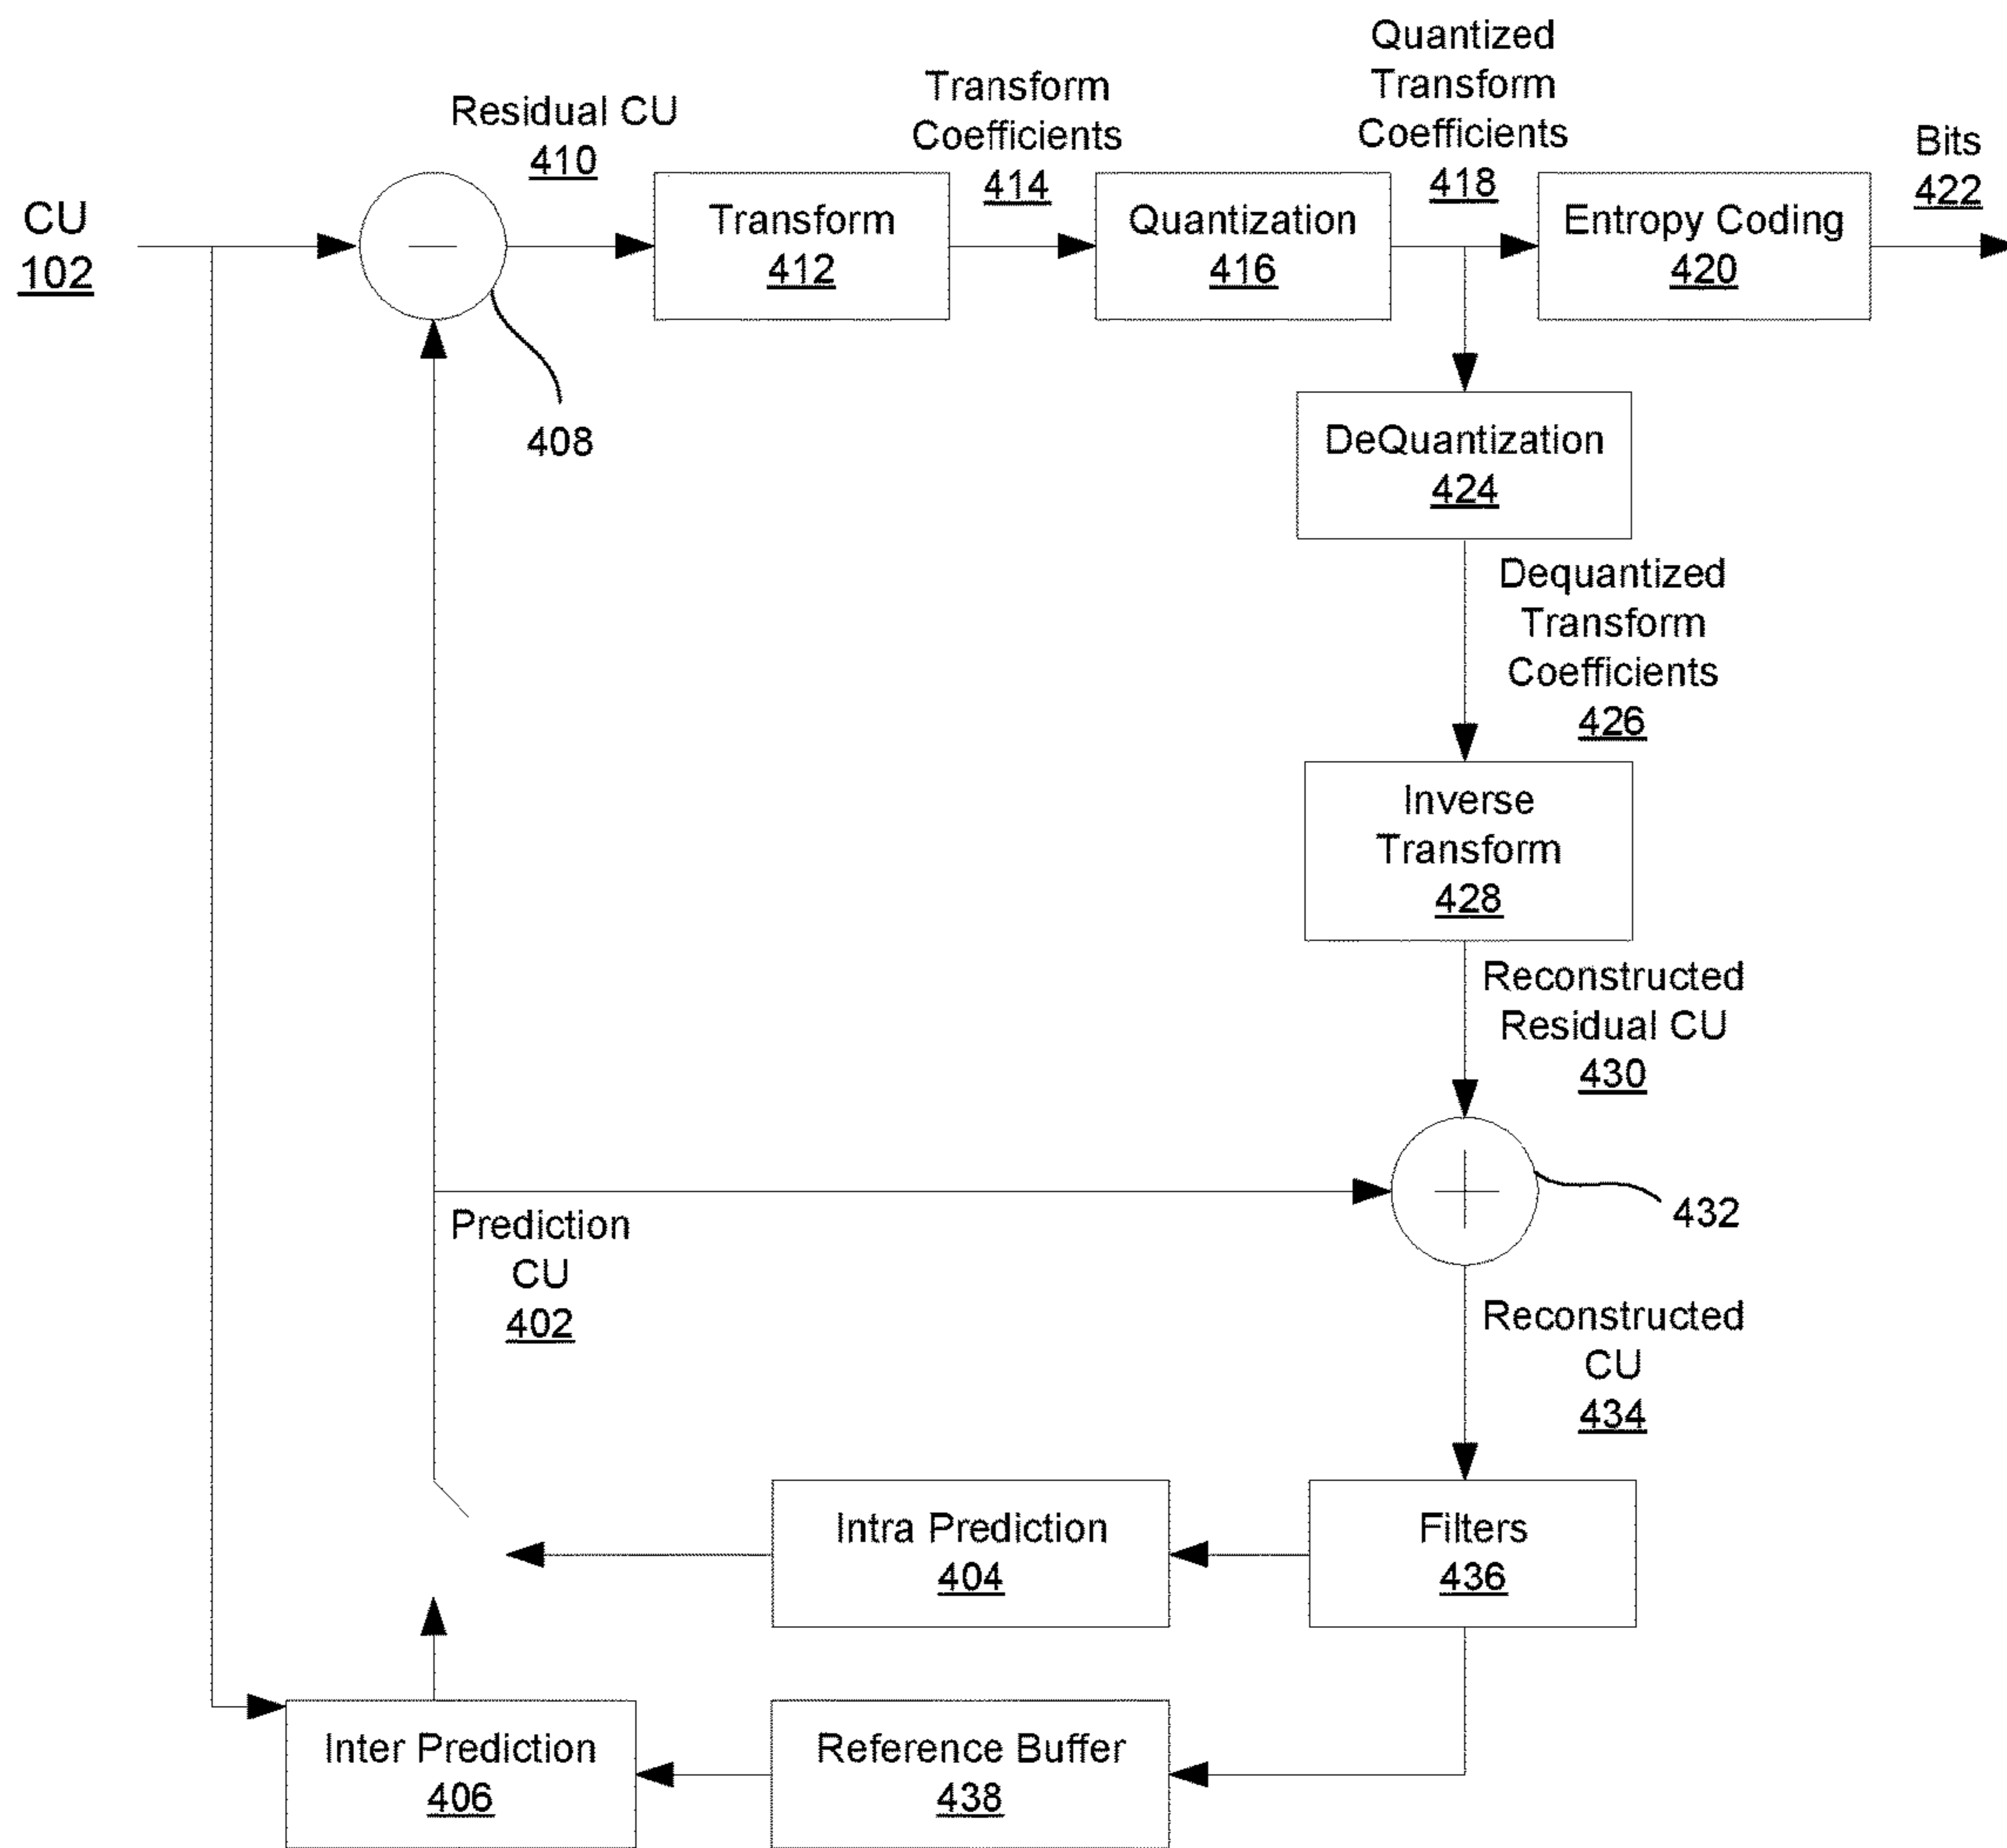 Residual CU
410
Transform
Coefficients
414
Quantized
Transform
Coefficients
418
Bits
422
CU
102
Transform
412
Quantization
416
Entropy Coding
420
408
DeQuantization
424
Dequantized
Transform
Coefficients
426
Inverse
Transform
428
Reconstructed
Residual CU
430
432
Prediction
CU
402
Reconstructed
CU
434
Intra Prediction
404
Filters
436
Inter Prediction
406
Reference Buffer
438